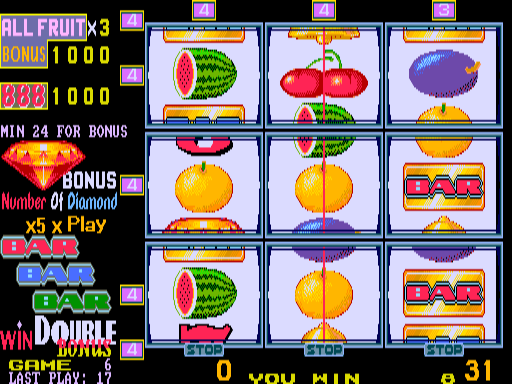 4 4 3
ALL FRUIT x3 4
BONUS 1000
4
888 1000
MIN 24 FOR BONUS
BONUS
4
Number Of Diamond
x5 x Play
BAR
BAR
BAR
BAR
BAR
4
WIN DOUBLE
BONUS
4
STOP STOP STOP
GAME 6
LAST PLAY: 17
0 YOU WIN 8 31